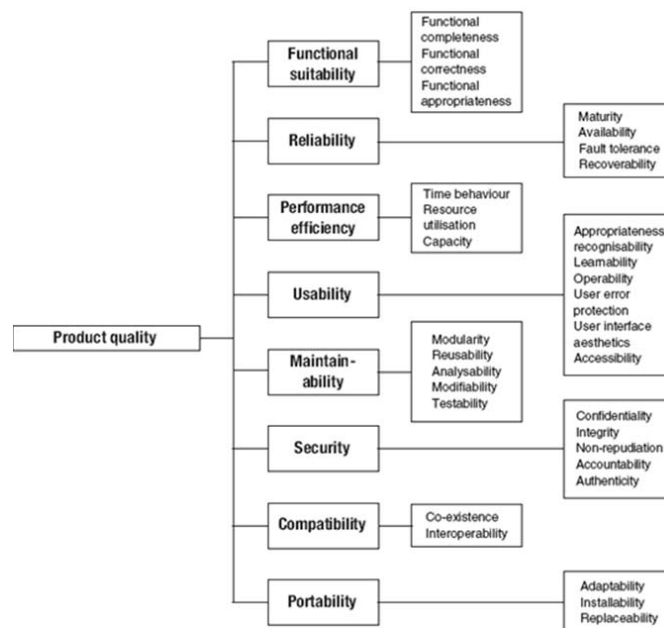 Product quality
Functional
suitability
Functional
completeness
Functional
correctness
Functional
appropriateness
Reliability
Maturity
Availability
Fault tolerance
Recoverability
Performance
efficiency
Time behaviour
Resource
utilisation
Capacity
Usability
Appropriateness
recognisability
Learnability
Operability
User error
protection
User interface
aesthetics
Accessibility
Maintain-
ability
Modularity
Reusability
Analysability
Modifiability
Testability
Security
Confidentiality
Integrity
Non-repudiation
Accountability
Authenticity
Compatibility
Co-existence
Interoperability
Portability
Adaptability
Installability
Replaceability